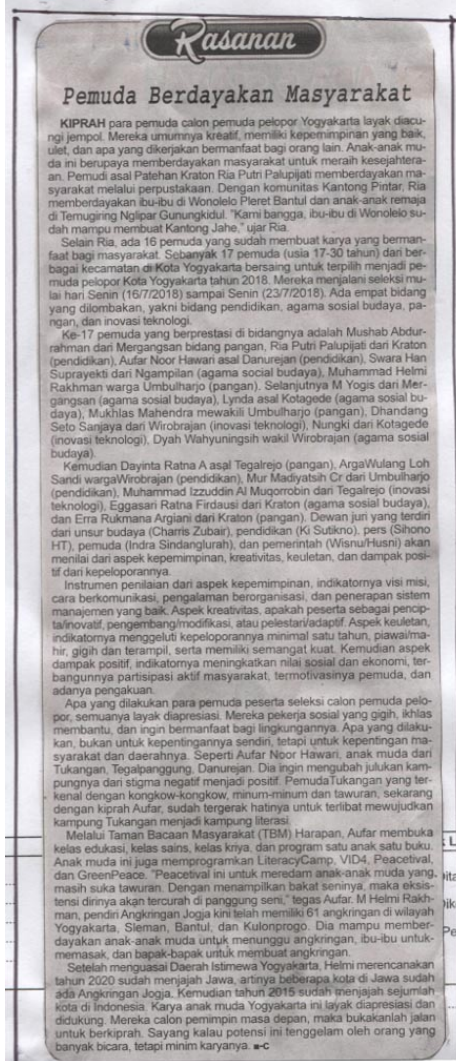 Rasanan
Pemuda Berdayakan Masyarakat
KIPRAH para pemuda calon pemuda pelopor Yogyakarta layak diacu-
ngi jempol. Mereka umumnya kreatif, memiliki kepemimpinan yang baik,
ulet, dan apa yang dikerjakan bermanfaat bagi orang lain. Anak-anak mu-
da ini berupaya memberdayakan masyarakat untuk meraih kesejahtera-
an. Pemudi asal Patehan Kraton Ria Putri Palupijati memberdayakan ma-
syarakat melalui perpustakaan. Dengan komunitas Kantong Pintar, Ria
memberdayakan ibu-ibu di Wonolelo Pleret Bantul dan anak-anak remaja
di Temugiring Nglipar Gunungkidul. "Kami bangga, ibu-ibu di Wonolelo su-
dah mampu membuat Kantong Jahe," ujar Ria.
Selain Ria, ada 16 pemuda yang sudah membuat karya yang berman-
faat bagi masyarakat. Sebanyak 17 pemuda (usia 17-30 tahun) dari ber-
bagai kecamatan di Kota Yogyakarta bersaing untuk terpilih menjadi pe-
muda pelopor Kota Yogyakarta tahun 2018. Mereka menjalani seleksi mu-
lai hari Senin (16/7/2018) sampai Senin (23/7/2018). Ada empat bidang
yang dilombakan, yakni bidang pendidikan, agama sosial budaya, pa-
ngan, dan inovasi teknologi.
Ke-17 pemuda yang berprestasi di bidangnya adalah Mushab Abdur-
rahman dari Mergangsan bidang pangan, Ria Putri Palupijati dari Kraton
(pendidikan), Aufar Noor Hawari asal Danurejan (pendidikan), Swara Han
Suprayekti dari Ngampilan (agama social budaya), Muhammad Helmi
Rakhman warga Umbulharjo (pangan). Selanjutnya M Yogis dari Mer-
gangsan (agama sosial budaya), Lynda asal Kotagede (agama sosial bu-
daya), Mukhlas Mahendra mewakili Umbulharjo (pangan), Dhandang
Seto Sanjaya dari Wirobrajan (inovasi teknologi), Nungki dari Kotagede
(inovasi teknologi), Dyah Wahyuningsih wakil Wirobrajan (agama sosial
budaya).
Kemudian Dayinta Ratna A asal Tegalrejo (pangan), ArgaWulang Loh
Sandi wargaWirobrajan (pendidikan), Mur Madiyatsih Cr dari Umbulharjo
(pendidikan), Muhammad Izzuddin Al Muqorrobin dari Tegalrejo (inovasi
teknologi), Eggasari Ratna Firdausi dari Kraton (agama sosial budaya),
dan Erra Rukmana Argiani dari Kraton (pangan). Dewan juri yang terdiri
dari unsur budaya (Charris Zubair), pendidikan (Ki Sutikno), pers (Sihono
HT), pemuda (Indra Sindanglurah), dan pemerintah (Wisnu/Husni) akan
menilai dari aspek kepemimpinan, kreativitas, keuletan, dan dampak posi-
tif dari kepeloporannya.
Instrumen penilaian dari aspek kepemimpinan, indikatornya visi misi,
cara berkomunikasi, pengalaman berorganisasi, dan penerapan sistem
manajemen yang baik. Aspek kreativitas, apakah peserta sebagai pencip-
ta/inovatif, pengembang/modifikasi, atau pelestari/adaptif. Aspek keuletan,
indikatornya menggeluti kepeloporannya minimal satu tahun, piawai/ma-
hir, gigih dan terampil, serta memiliki semangat kuat. Kemudian aspek
dampak positif, indikatornya meningkatkan nilai sosial dan ekonomi, ter-
bangunnya partisipasi aktif masyarakat, termotivasinya pemuda, dan
adanya pengakuan.
Apa yang dilakukan para pemuda peserta seleksi calon pemuda pelo-
por, semuanya layak diapresiasi. Mereka pekerja sosial yang gigih, ikhlas
membantu, dan ingin bermanfaat bagi lingkungannya. Apa yang dilaku-
kan, bukan untuk kepentingannya sendiri, tetapi untuk kepentingan ma-
syarakat dan daerahnya. Seperti Aufar Noor Hawari, anak muda dari
Tukangan, Tegalpanggung, Danurejan. Dia ingin mengubah julukan kam-
pungnya dari stigma negatif menjadi positif. PemudaTukangan yang ter-
kenal dengan kongkow-kongkow, minum-minum dan tawuran, sekarang
dengan kiprah Aufar, sudah tergerak hatinya untuk terlibat mewujudkan
kampung Tukangan menjadi kampung literasi.
Melalui Taman Bacaan Masyarakat (TBM) Harapan, Aufar membuka
kelas edukasi, kelas sains, kelas kriya, dan program satu anak satu buku.
Anak muda ini juga memprogramkan LiteracyCamp, VID4, Peacetival,
dan GreenPeace. "Peacetival ini untuk meredam anak-anak muda yang
masih suka tawuran. Dengan menampilkan bakat seninya, maka eksis-
tensi dirinya akan tercurah di panggung seni," tegas Aufar. M Helmi Rakh-
man, pendiri Angkringan Jogja kini telah memiliki 61 angkringan di wilayah
Yogyakarta, Sleman, Bantul, dan Kulonprogo. Dia mampu member-
dayakan anak-anak muda untuk menunggu angkringan, ibu-ibu untuk-
memasak, dan bapak-bapak untuk membuat angkringan.
Setelah menguasai Daerah Istimewa Yogyakarta, Helmi merencanakan
tahun 2020 sudah menjajah Jawa, artinya beberapa kota di Jawa sudah
ada Angkringan Jogja. Kemudian tahun 2015 sudah menjajah sejumlah
kota di Indonesia. Karya anak muda Yogyakarta ini layak diapresiasi dan
didukung. Mereka calon pemimpin masa depan, maka bukakanlah jalan
untuk berkiprah. Sayang kalau potensi ini tenggelam oleh orang yang
banyak bicara, tetapi minim karyanya. ■-C